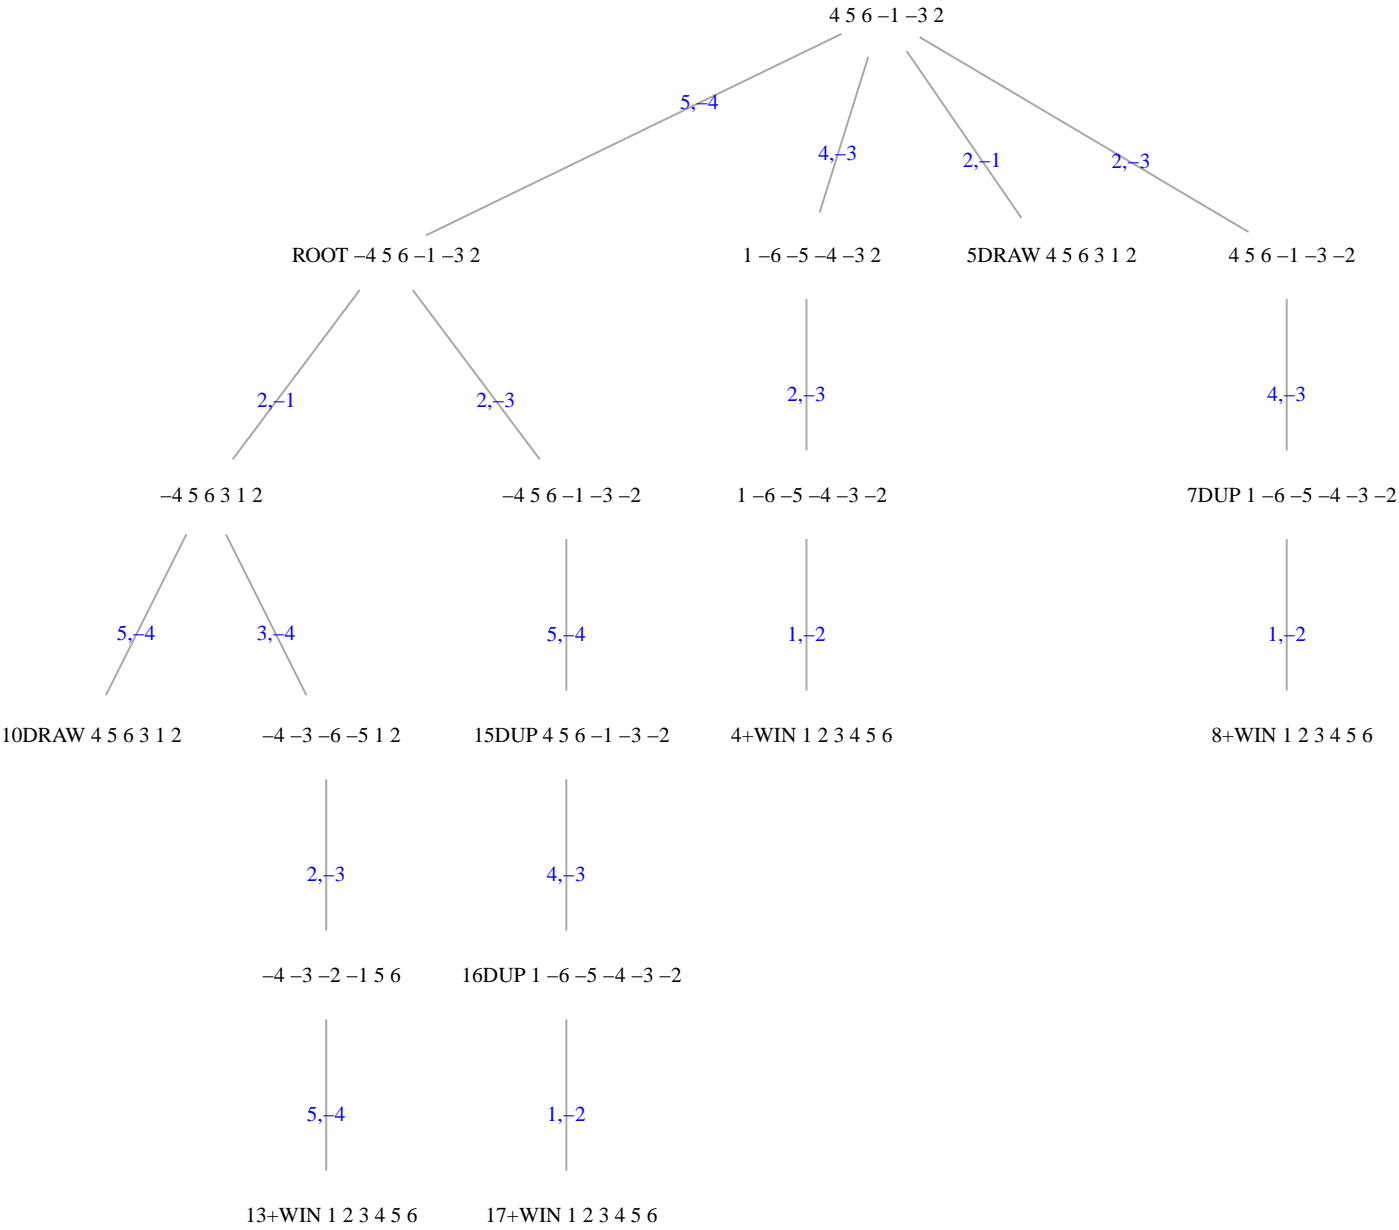 4 5 6 –1 –3 2
5,–4
4,–3
2,–1
2,–3
ROOT –4 5 6 –1 –3 2
1 –6 –5 –4 –3 2
5DRAW 4 5 6 3 1 2
4 5 6 –1 –3 –2
2,–1
2,–3
2,–3
4,–3
–4 5 6 3 1 2
–4 5 6 –1 –3 –2
1 –6 –5 –4 –3 –2
7DUP 1 –6 –5 –4 –3 –2
5,–4
3,–4
5,–4
1,–2
1,–2
10DRAW 4 5 6 3 1 2
–4 –3 –6 –5 1 2
15DUP 4 5 6 –1 –3 –2
4+WIN 1 2 3 4 5 6
8+WIN 1 2 3 4 5 6
2,–3
4,–3
–4 –3 –2 –1 5 6
16DUP 1 –6 –5 –4 –3 –2
5,–4
1,–2
13+WIN 1 2 3 4 5 6
17+WIN 1 2 3 4 5 6